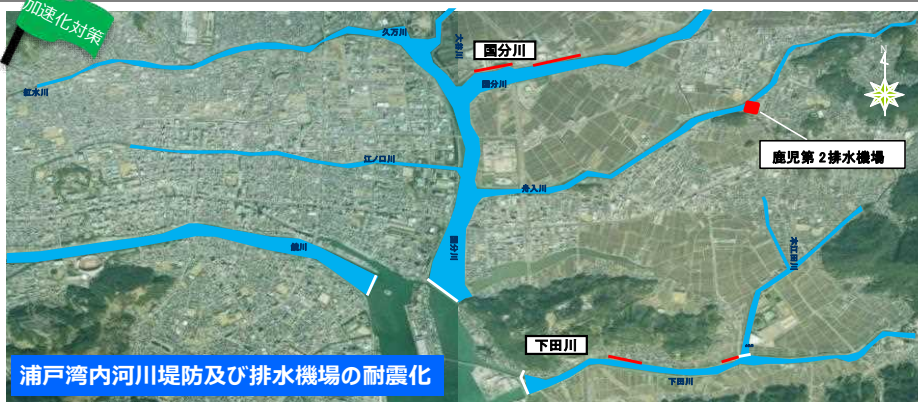 加速化対策
久万川
大谷川
国分川
紅水川
国分川
N
鹿児第2排水機場
江ノ口川
舟入川
鏡川
国分川
本江田川
下田川
下田川
浦戸湾内河川堤防及び排水機場の耐震化